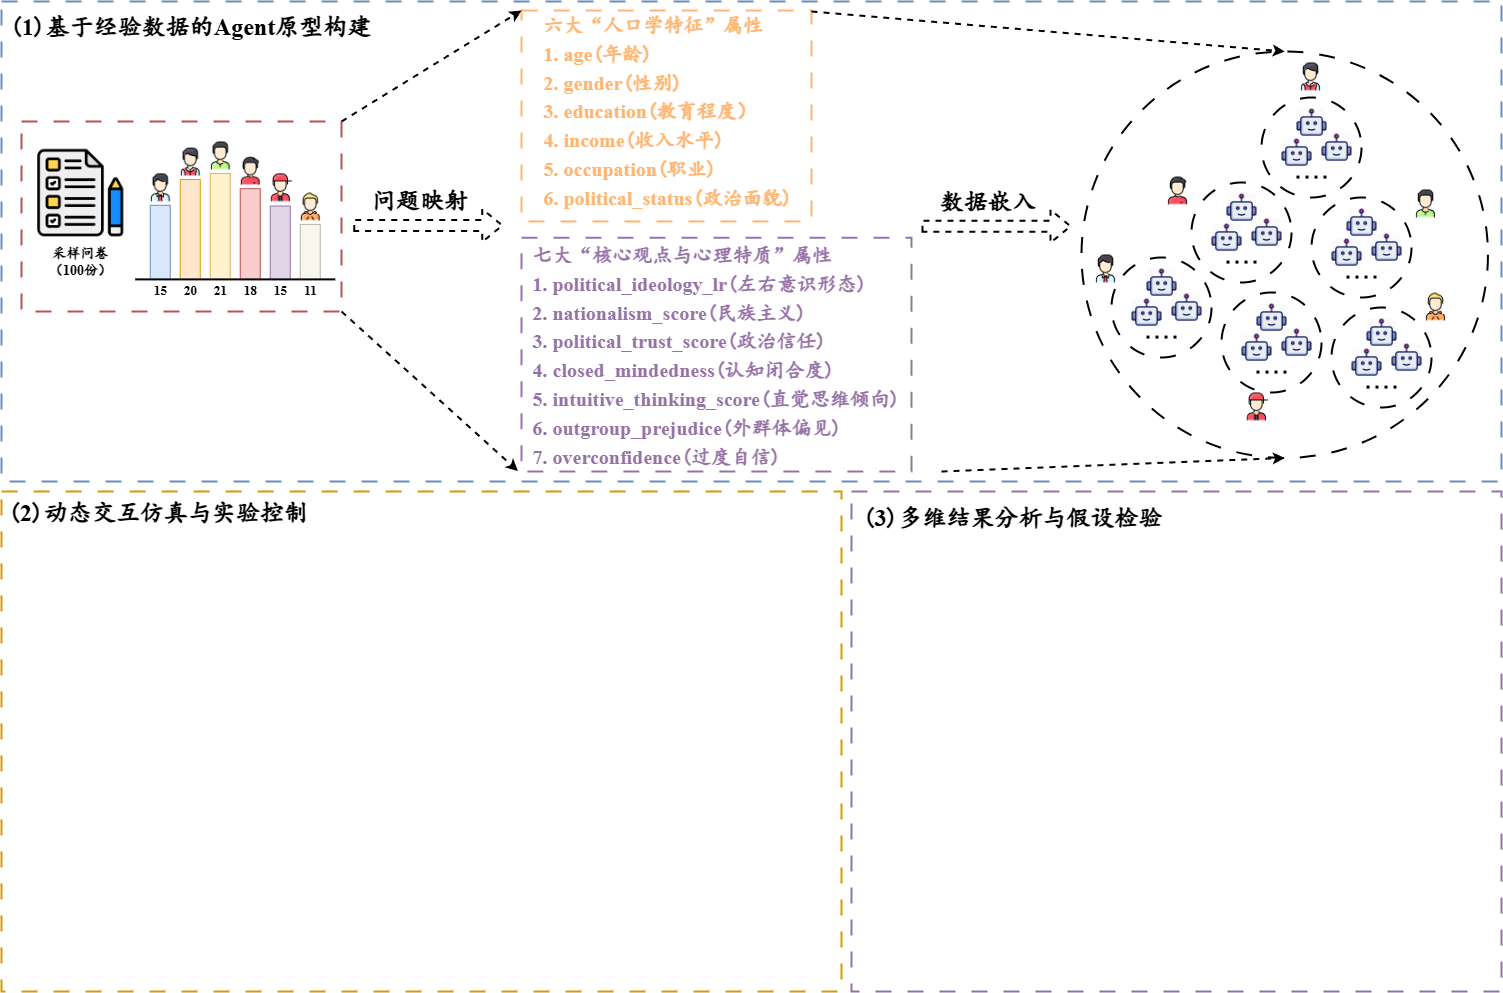 (1)基于经验数据的Agent原型构建
采样问卷
(100份)
15 20 21 18 15 11
问题映射
六大“人口学特征”属性
1. age(年龄)
2. gender(性别)
3. education(教育程度)
4. income(收入水平)
5. occupation(职业)
6. political_status(政治面貌)
七大“核心观点与心理特质”属性
1. political_ideology_lr(左右意识形态)
2. nationalism_score(民族主义)
3. political_trust_score(政治信任)
4. closed_mindedness(认知闭合度)
5. intuitive_thinking_score(直觉思维倾向)
6. outgroup_prejudice(外群体偏见)
7. overconfidence(过度自信)
数据嵌入
....
....
....
....
....
....
(2)动态交互仿真与实验控制
(3)多维结果分析与假设检验